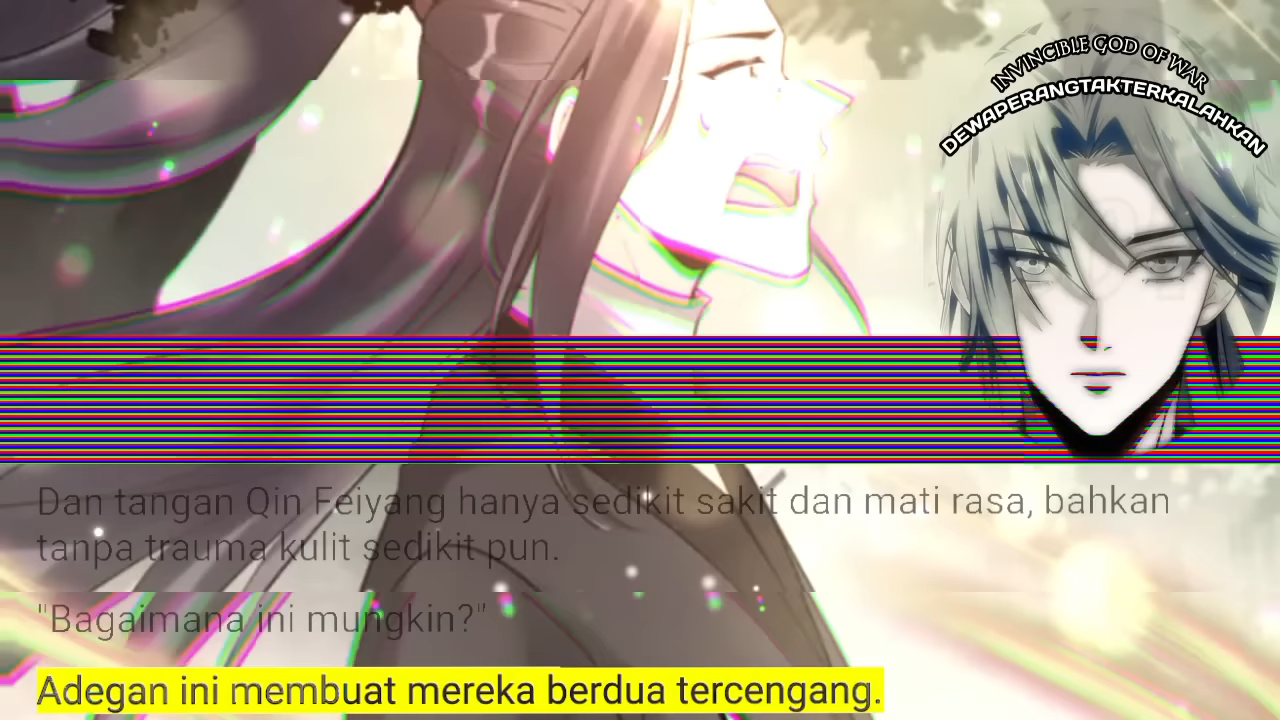 INVINCIBLE GOD OF WAR
DEWAPERANGTAKTERKALAHKAN
Dan tangan Qin Feiyang hanya sedikit sakit dan mati rasa, bahkan
tanpa trauma kulit sedikit pun.
"Bagaimana ini mungkin?"
Adegan ini membuat mereka berdua tercengang.